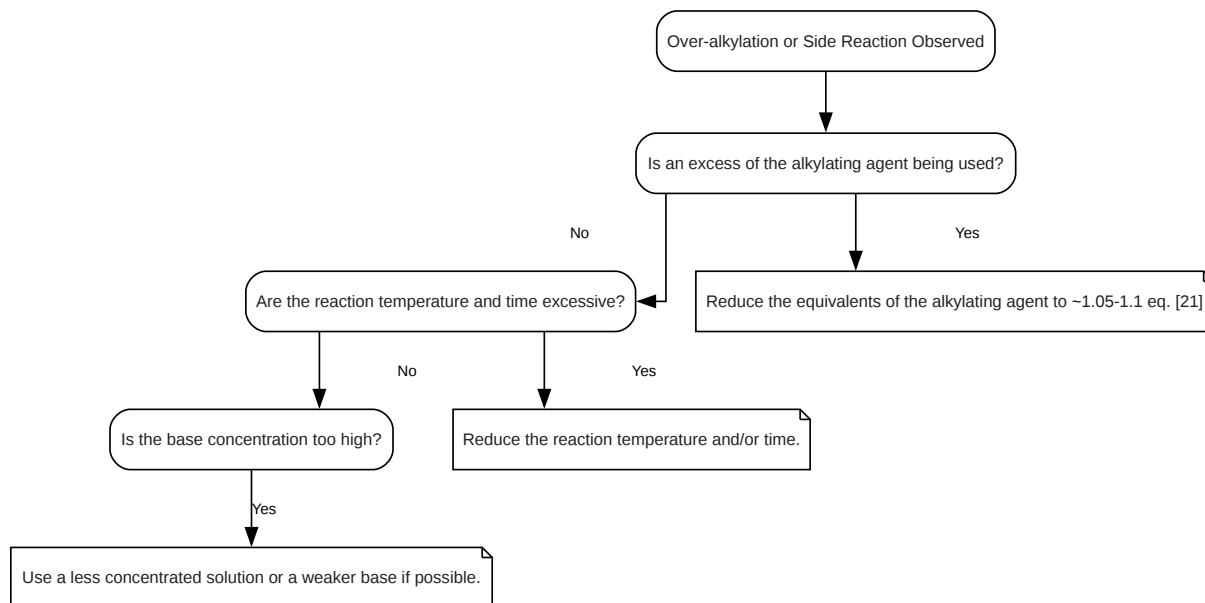 Over-alkylation or Side Reaction Observed
Is an excess of the alkylating agent being used?
No
Yes
Are the reaction temperature and time excessive?
Reduce the equivalents of the alkylating agent to ~1.05-1.1 eq. [21]
No
Yes
Is the base concentration too high?
Reduce the reaction temperature and/or time.
Yes
Use a less concentrated solution or a weaker base if possible.